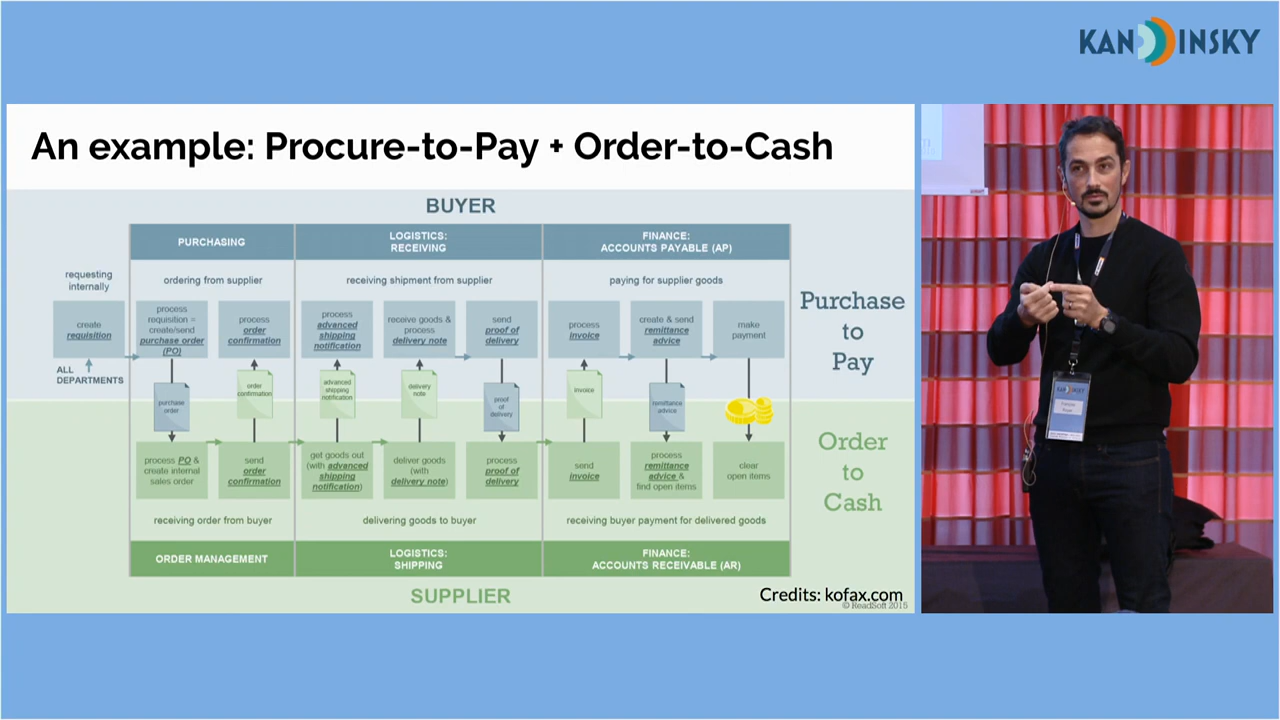 KANDINSKY
An example: Procure-to-Pay + Order-to-Cash
BUYER
PURCHASING
LOGISTICS:
RECEIVING
FINANCE:
ACCOUNTS PAYABLE (AP)
requesting
internally
ordering from supplier
receiving shipment from supplier
paying for supplier goods
create
requisition
process
requisition =
create/send
purchase order
(PO)
process
order
confirmation
process
advanced
shipping
notification
receive goods &
process
delivery note
send
proof of
delivery
process
invoice
create & send
remittance
advice
make
payment
Purchase
to
Pay
ALL
DEPARTMENTS
purchase
order
order
confirmation
advanced
shipping
notification
delivery
note
proof
of
delivery
invoice
remittance
advice
process PO &
create internal
sales order
send
order
confirmation
get goods out
(with advanced
shipping
notification)
deliver goods
(with
delivery note)
process
proof of
delivery
send
invoice
process
remittance
advice &
find open items
clear
open items
Order
to
Cash
receiving order from buyer
delivering goods to buyer
receiving buyer payment for delivered goods
ORDER MANAGEMENT
LOGISTICS:
SHIPPING
FINANCE:
ACCOUNTS RECEIVABLE (AR)
SUPPLIER
Credits: kofax.com
© ReadSoft 2015
KANDINSKY